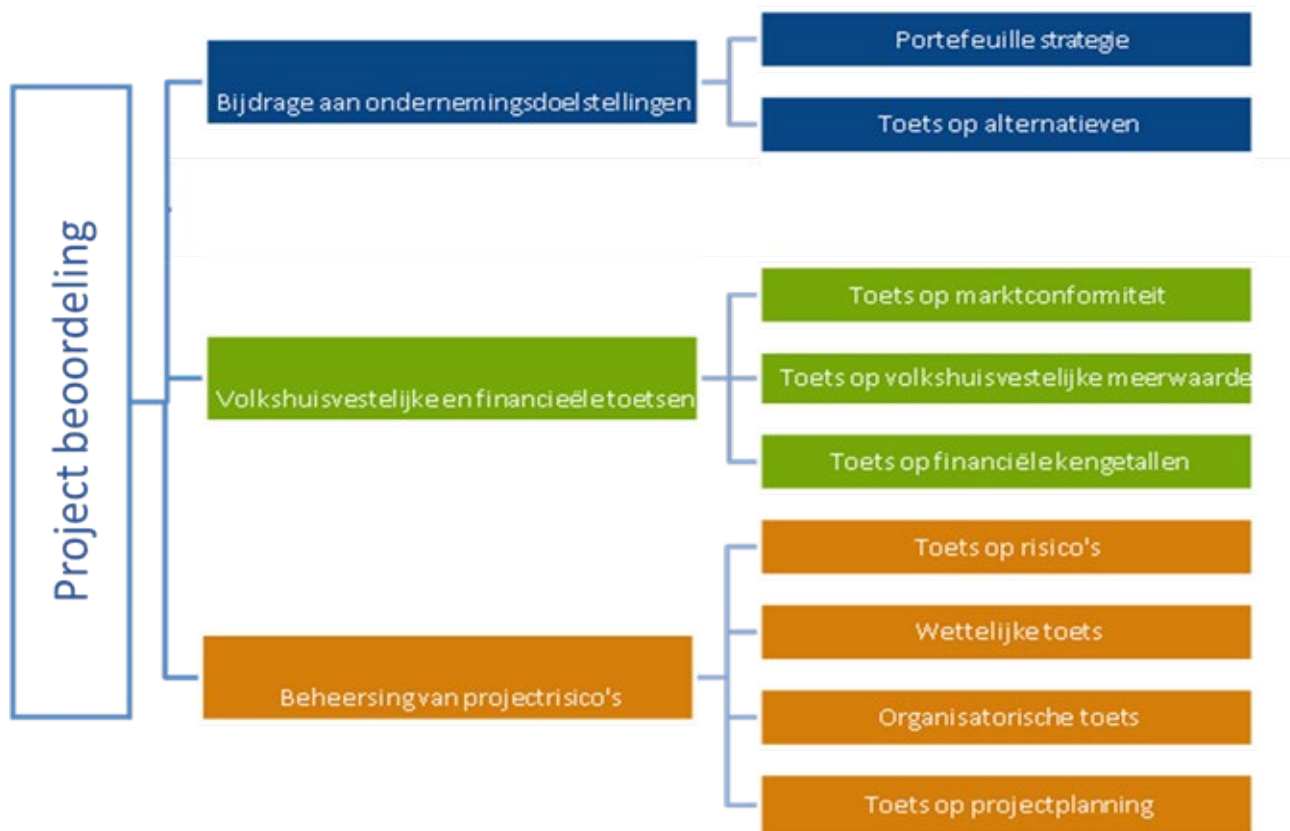 Project beoordeling
Bijdrage aan ondernemingsdoelstellingen
Portefeuille strategie
Toets op alternatieven
Volkshuisvestelijke en financieële toetsen
Toets op marktconformiteit
Toets op volkshuisvestelijke meerwaarde
Toets op financiële kengetallen
Beheersing van projectrisico's
Toets op risico's
Wettelijke toets
Organisatorische toets
Toets op projectplanning